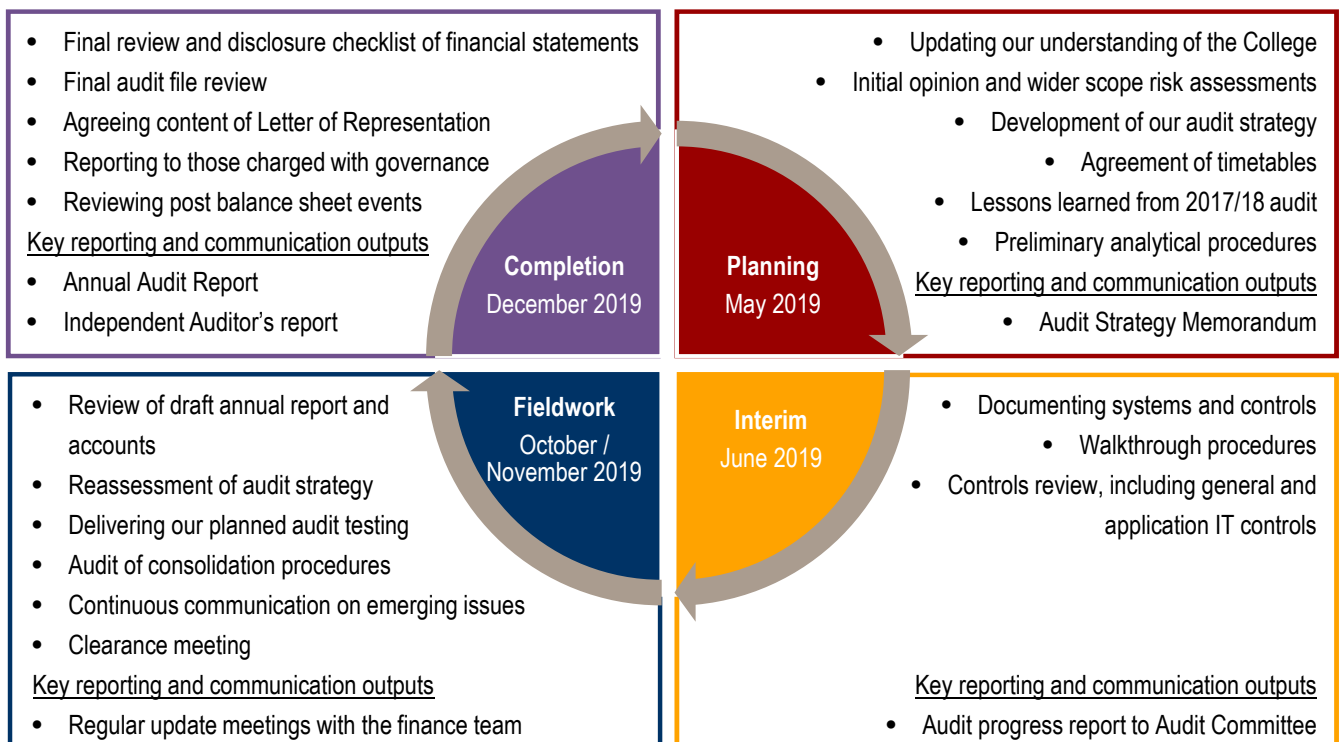 • Final review and disclosure checklist of financial statements
• Final audit file review
• Agreeing content of Letter of Representation
• Reporting to those charged with governance
• Reviewing post balance sheet events
Key reporting and communication outputs
• Annual Audit Report
• Independent Auditor's report
Completion
December 2019
• Updating our understanding of the College
• Initial opinion and wider scope risk assessments
• Development of our audit strategy
• Agreement of timetables
• Lessons learned from 2017/18 audit
• Preliminary analytical procedures
Key reporting and communication outputs
• Audit Strategy Memorandum
Planning
May 2019
• Review of draft annual report and
accounts
• Reassessment of audit strategy
• Delivering our planned audit testing
• Audit of consolidation procedures
• Continuous communication on emerging issues
• Clearance meeting
Key reporting and communication outputs
• Regular update meetings with the finance team
Fieldwork
October /
November 2019
Interim
June 2019
• Documenting systems and controls
• Walkthrough procedures
• Controls review, including general and
application IT controls
Key reporting and communication outputs
• Audit progress report to Audit Committee